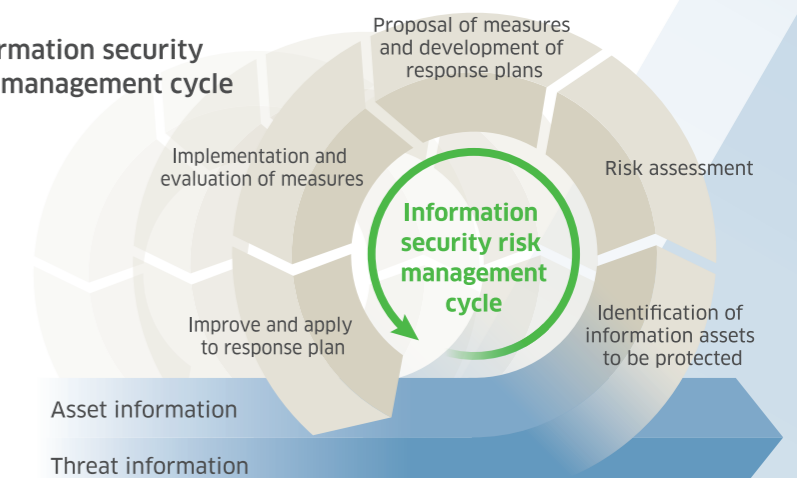 rmation security
management cycle
Proposal of measures
and development of
response plans
Implementation and
evaluation of measures
Risk assessment
Information
security risk
management
cycle
Improve and apply
to response plan
Identification of
information assets
to be protected
Asset information
Threat information